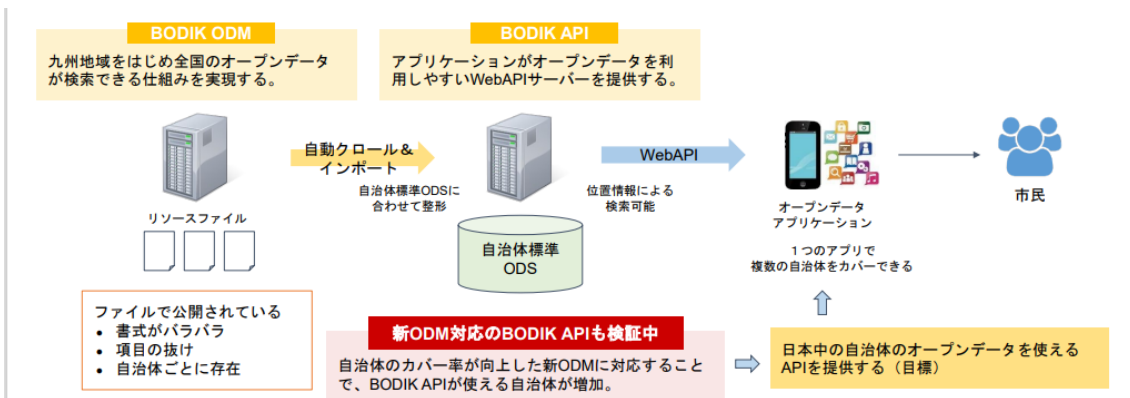 BODIK ODM
九州地域をはじめ全国のオープンデータ
が検索できる仕組みを実現する。
BODIK API
アプリケーションがオープンデータを利
用しやすいWebAPIサーバーを提供する。
自動クロール＆
インポート
自治体標準ODSに
合わせて整形
WebAPI
位置情報による
検索可能
リソースファイル
自治体標準
ODS
オープンデータ
アプリケーション
１つのアプリで
複数の自治体をカバーできる
市民
ファイルで公開されている
• 書式がバラバラ
• 項目の抜け
• 自治体ごとに存在
新ODM対応のBODIK APIも検証中
自治体のカバー率が向上した新ODMに対応すること
で、BODIK APIが使える自治体が増加。
日本中の自治体のオープンデータを使える
APIを提供する（目標）